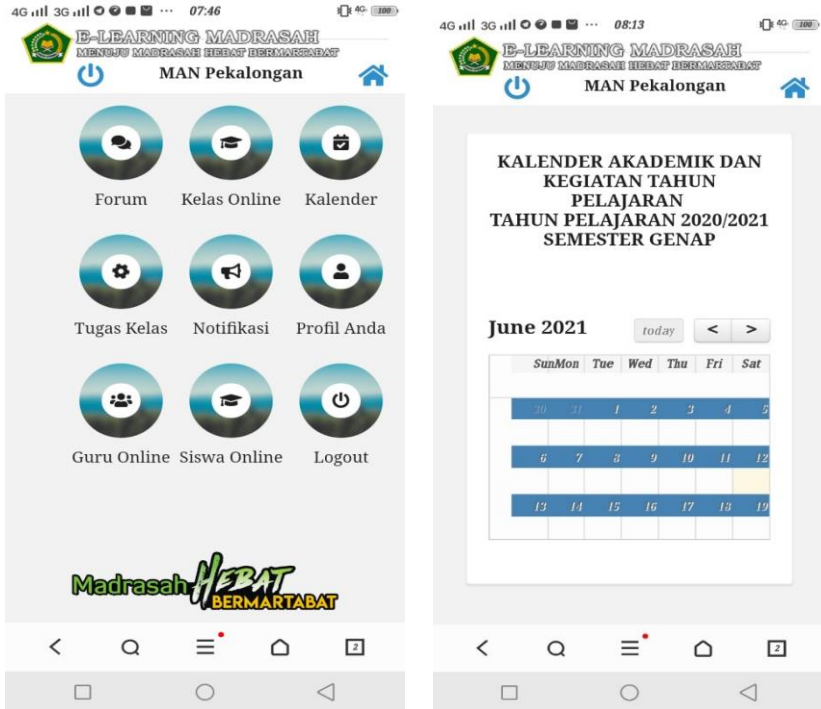 4G 3G ... 07:46 4G 100
E-LEARNING MADRASAH
MENUJU MADRASAH HEBAT BERMARTABAT
MAN Pekalongan
Forum Kelas Online Kalender
Tugas Kelas Notifikasi Profil Anda
Guru Online Siswa Online Logout
Madrasah HEBAT
BERMARTABAT
2
4G 3G ... 08:13 4G 100
E-LEARNING MADRASAH
MENUJU MADRASAH HEBAT BERMARTABAT
MAN Pekalongan
KALENDER AKADEMIK DAN
KEGIATAN TAHUN
PELAJARAN
TAHUN PELAJARAN 2020/2021
SEMESTER GENAP
June 2021 today < >
SunMon Tue Wed Thu Fri Sat
30 31 1 2 3 4 5
6 7 8 9 10 11 12
13 14 15 16 17 18 19
2